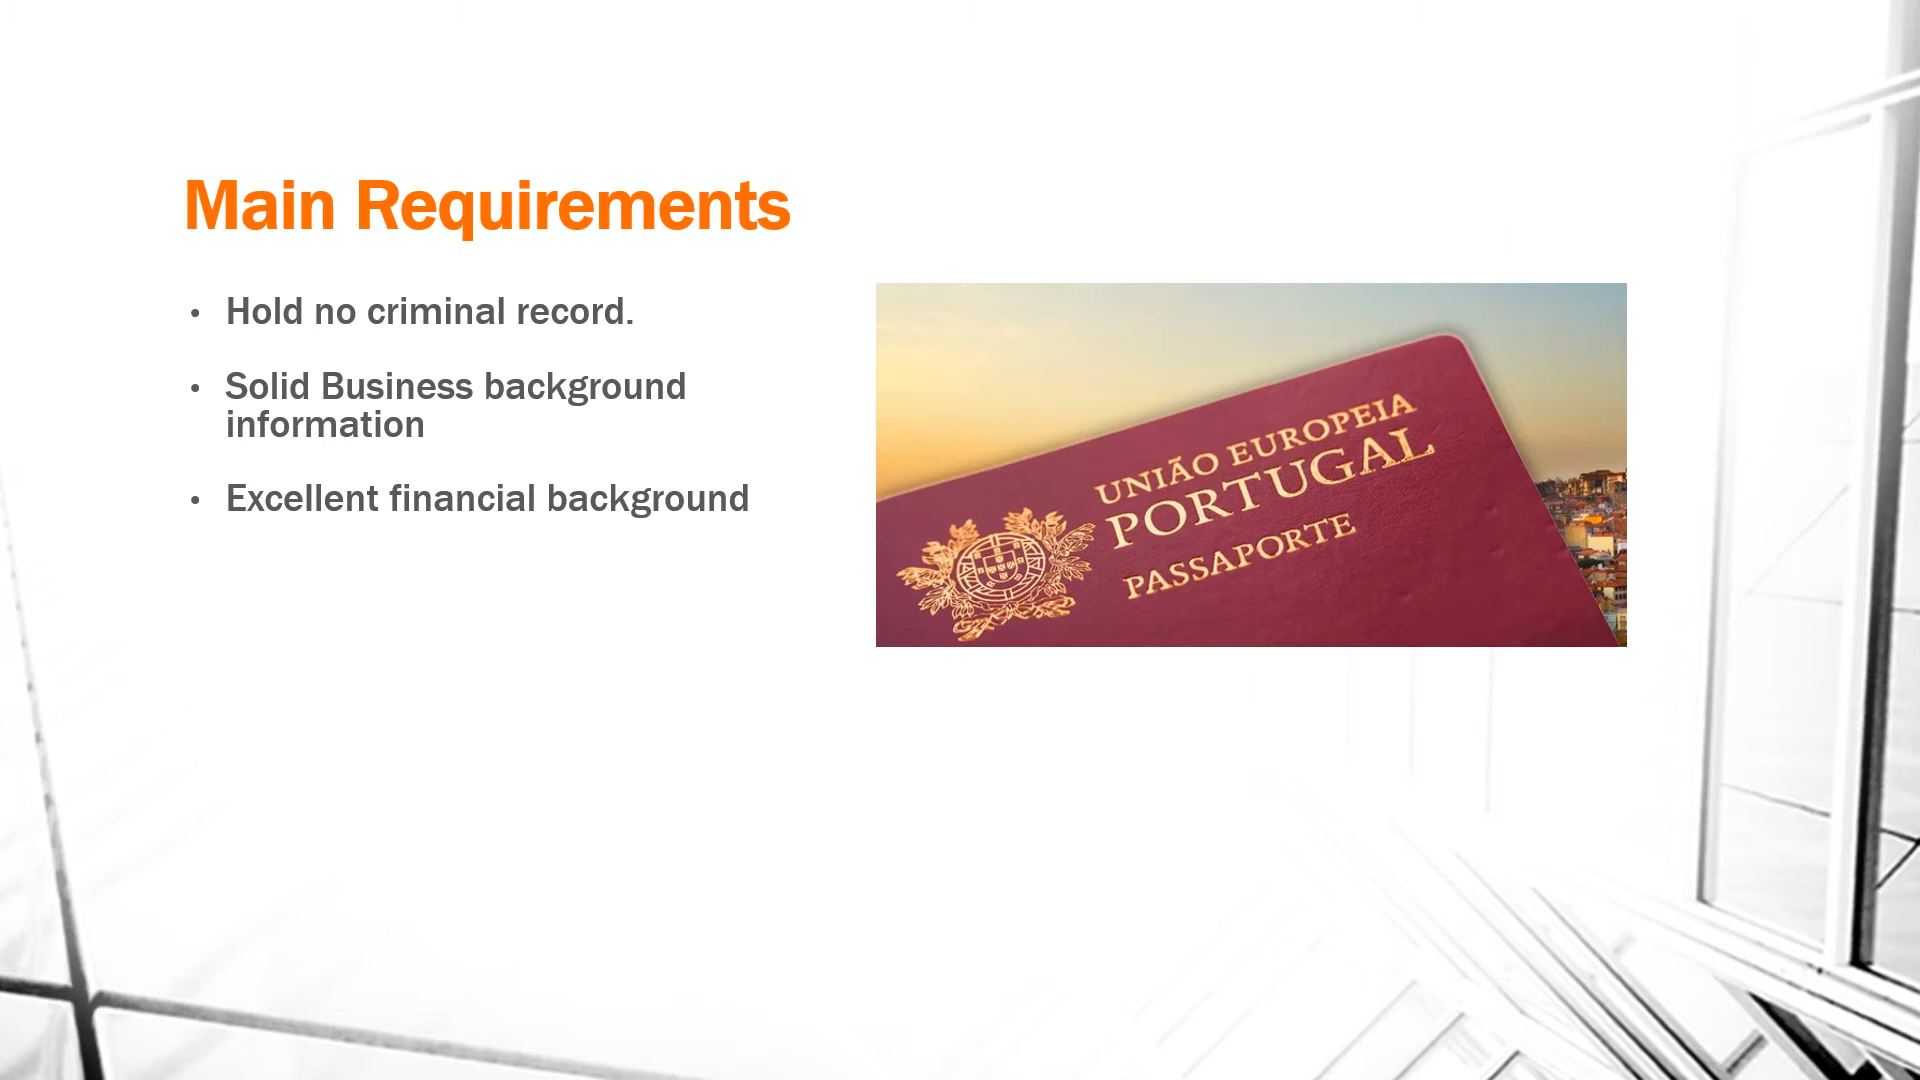 Main Requirements
• Hold no criminal record.
• Solid Business background
information
• Excellent financial background
UNIÃO EUROPEIA
PORTUGAL
PASSAPORTE